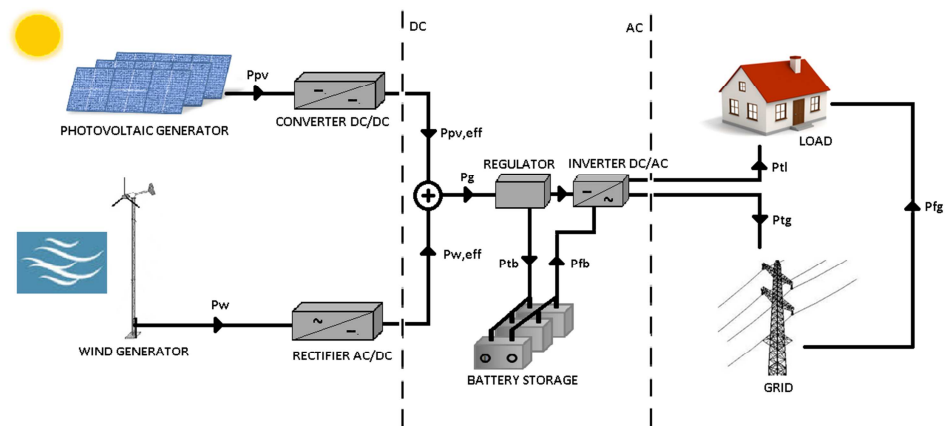 DC
AC
Ppv
PHOTOVOLTAIC GENERATOR
CONVERTER DC/DC
Ppv,eff
LOAD
REGULATOR
INVERTER DC/AC
Pg
Ptl
Ptg
Pfg
Pw,eff
Ptb
Pfb
Pw
WIND GENERATOR
RECTIFIER AC/DC
BATTERY STORAGE
GRID